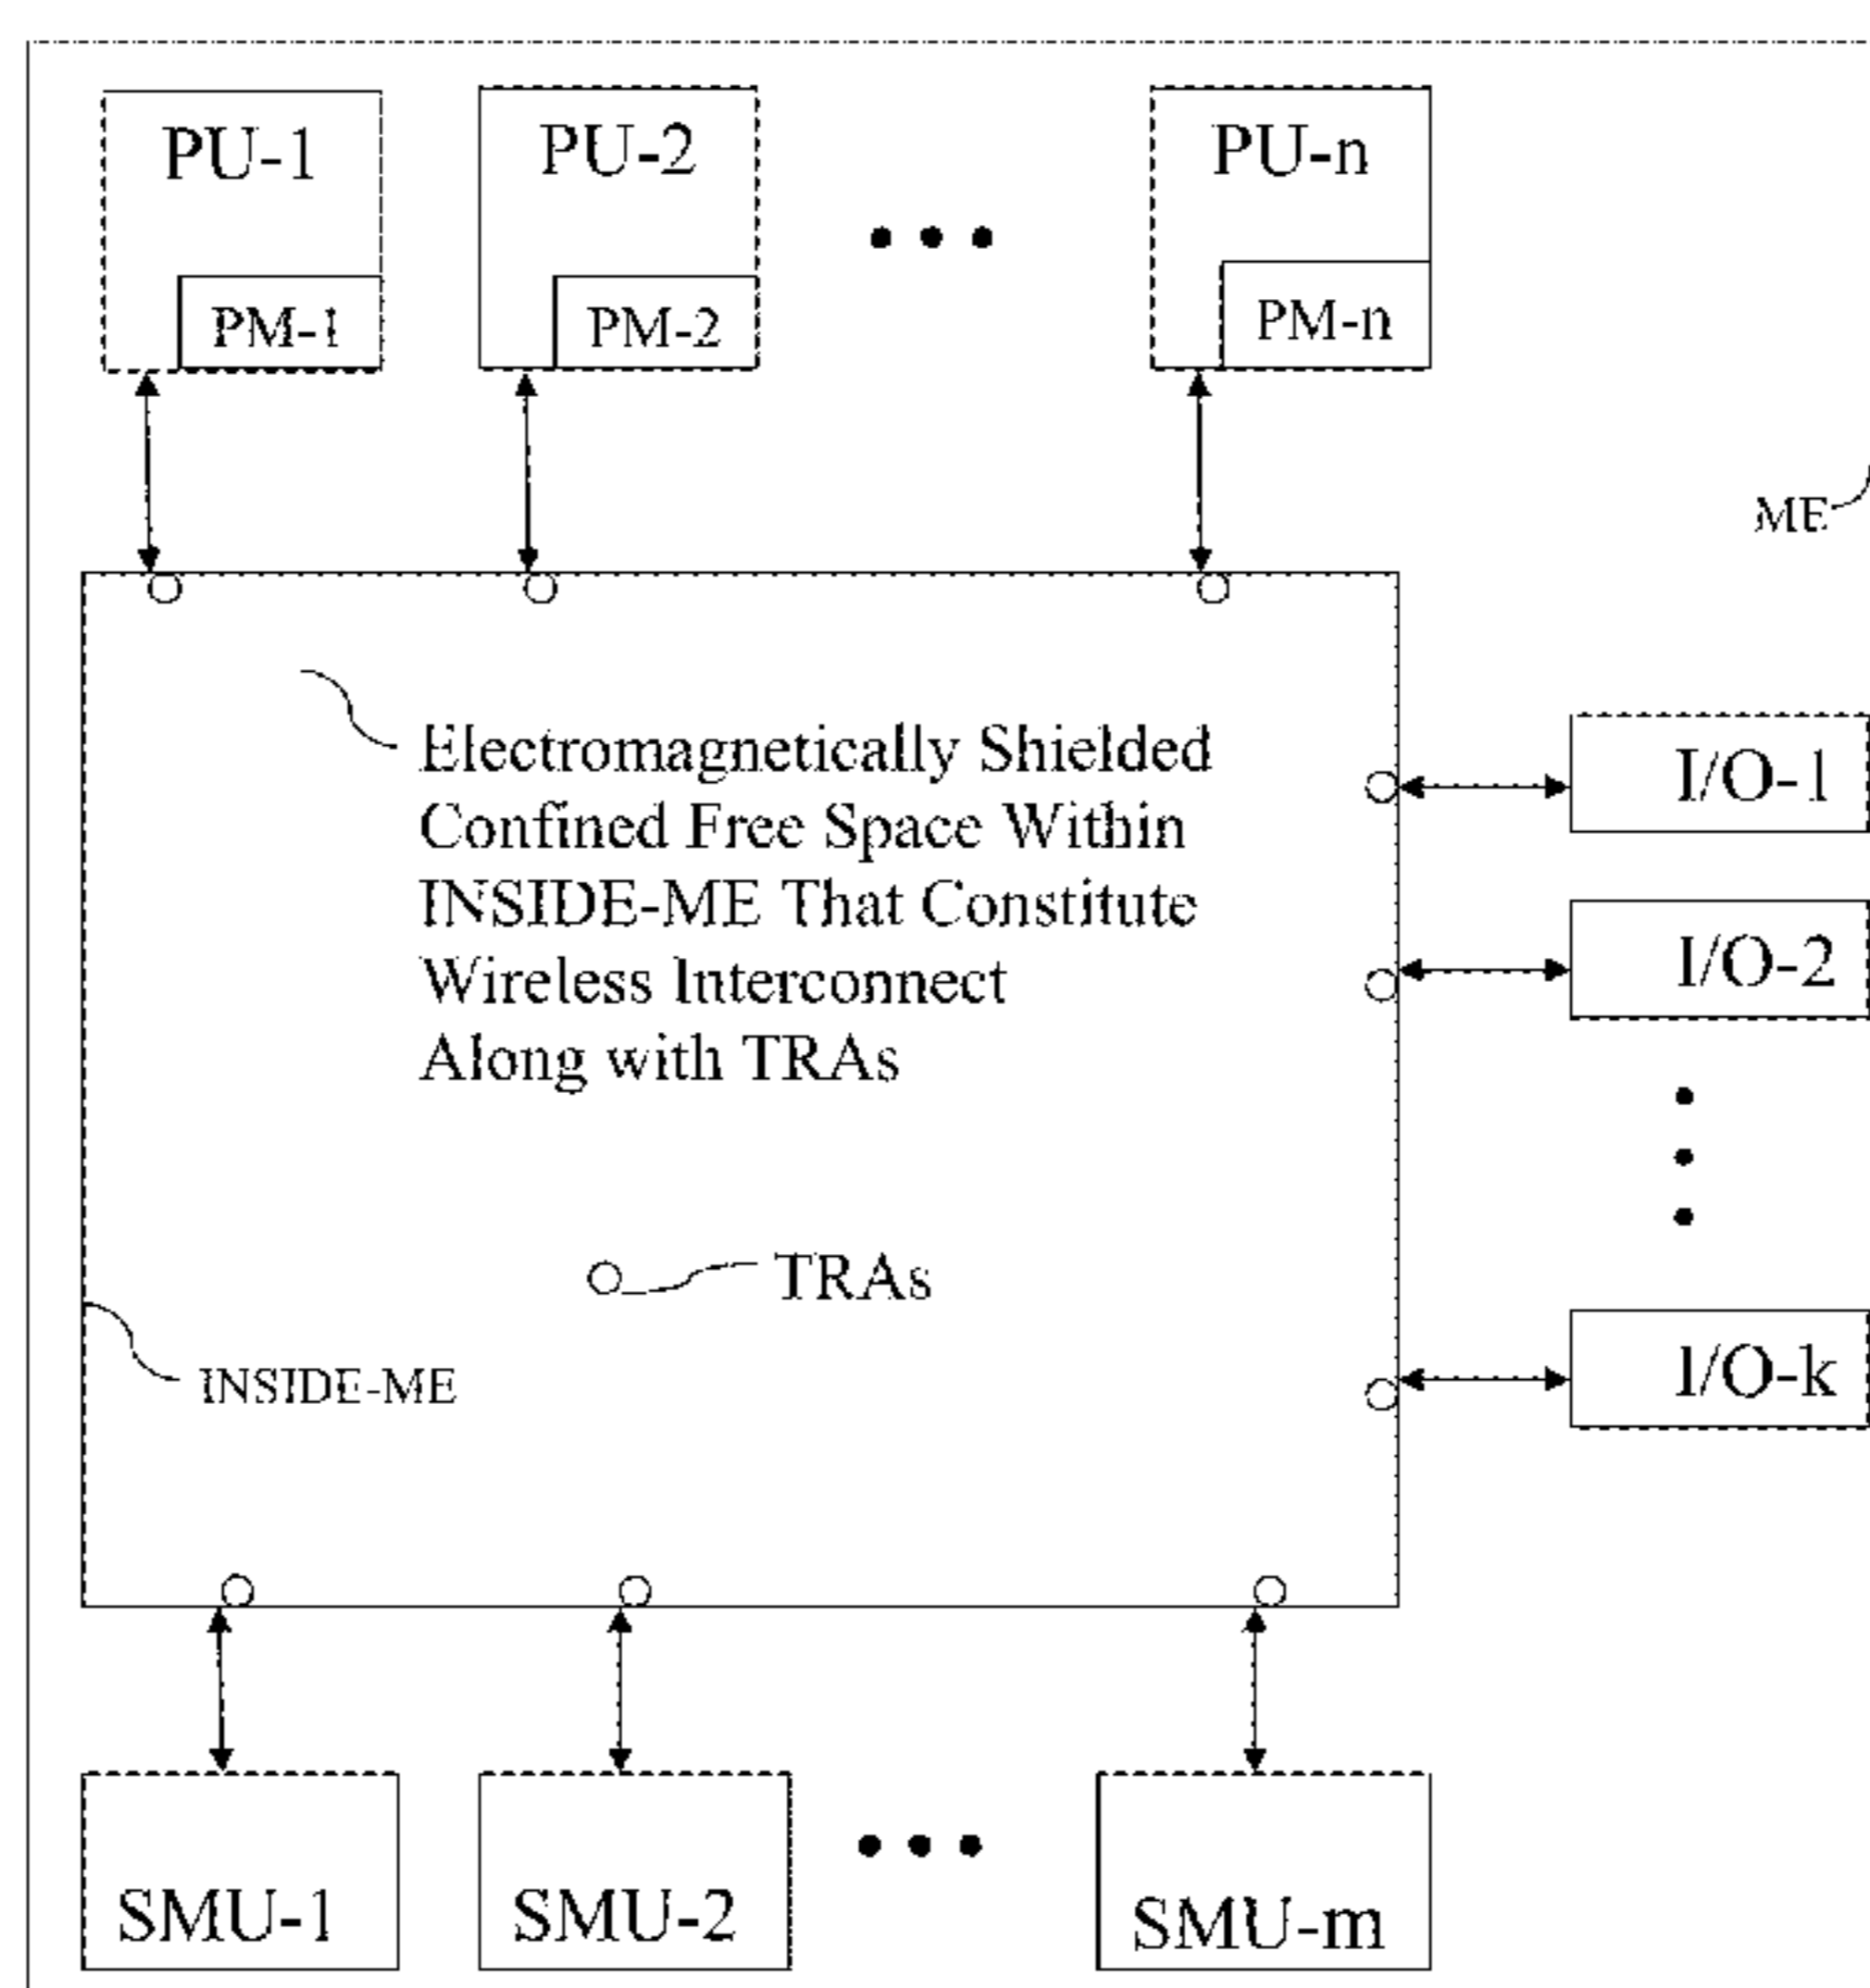 PU-1
PU-2
PU-n
PM-1
PM-2
PM-n
ME
Electromagnetically Shielded
Confined Free Space Within
INSIDE-ME That Constitute
Wireless Interconnect
Along with TRAs
I/O-1
I/O-2
TRAs
I/O-k
INSIDE-ME
SMU-1
SMU-2
SMU-m